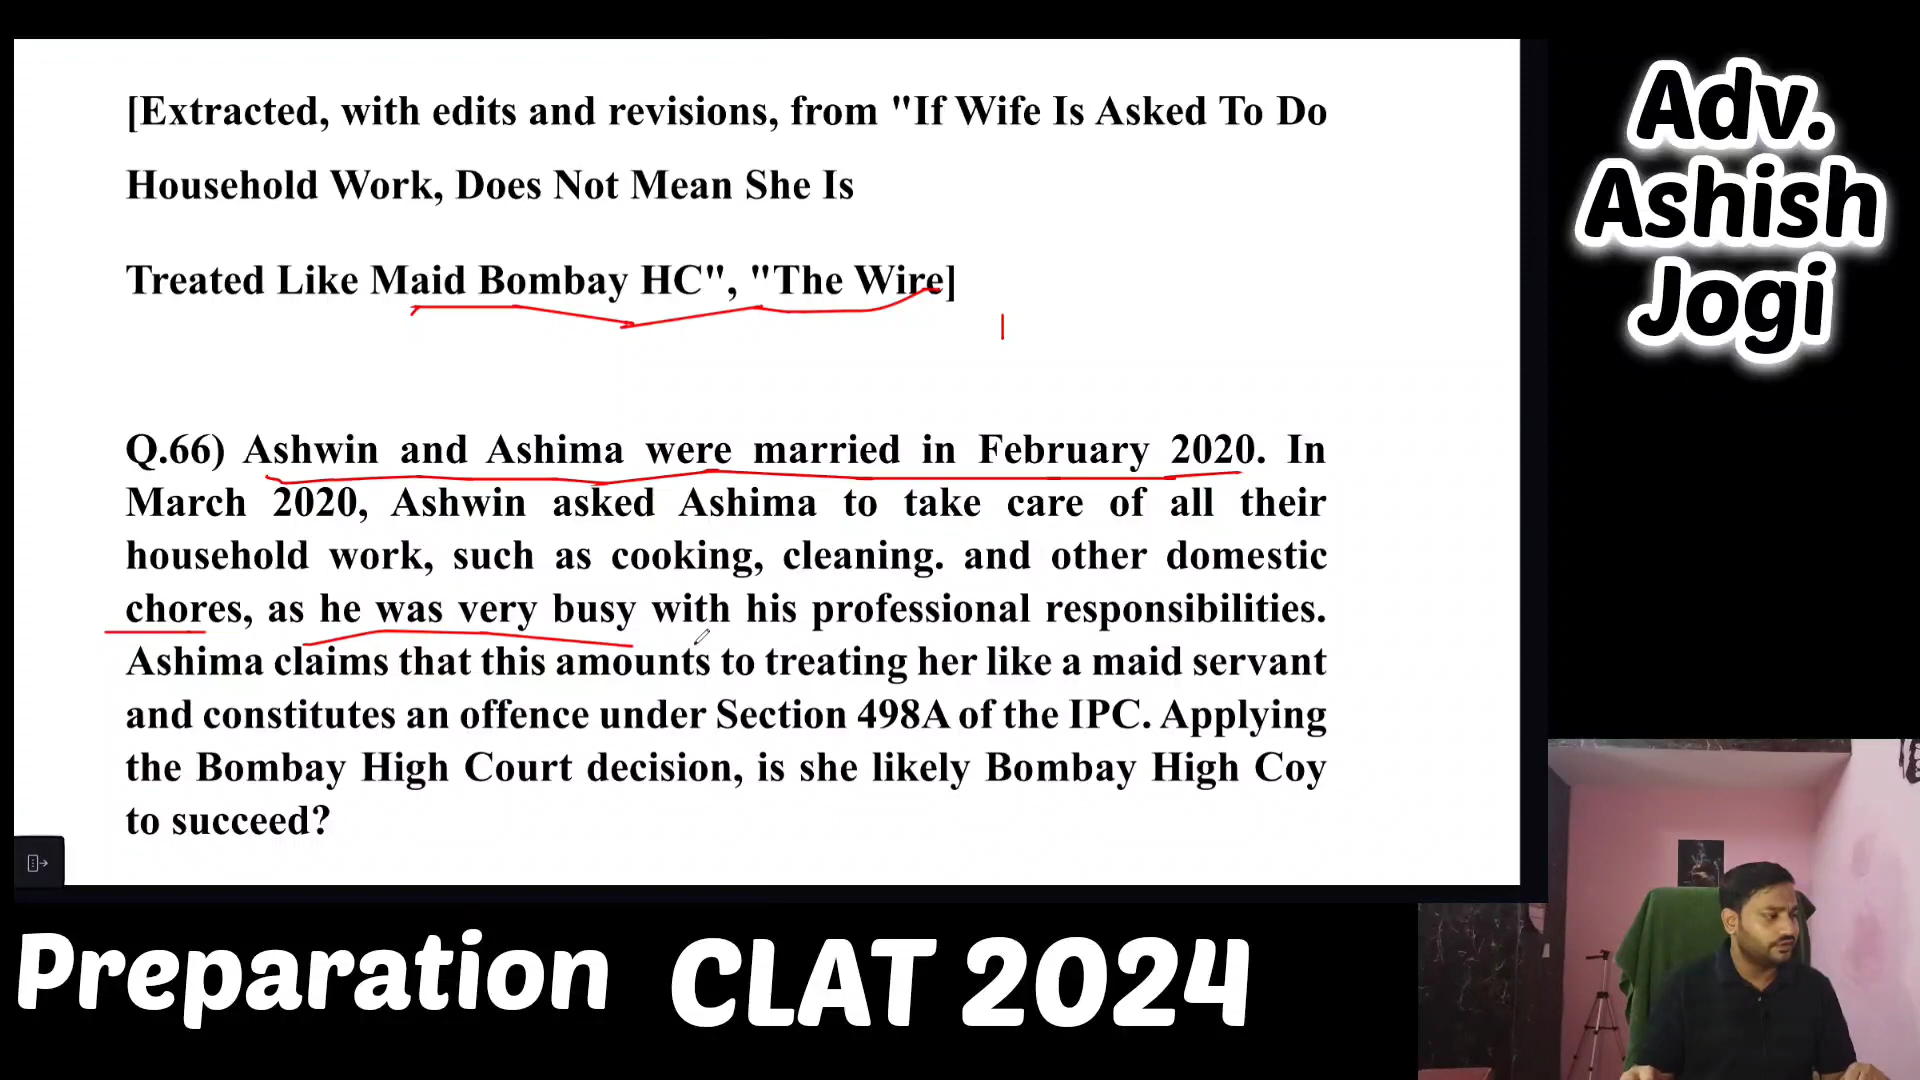 [Extracted, with edits and revisions, from "If Wife Is Asked To Do
Household Work, Does Not Mean She Is
Treated Like Maid Bombay HC", "The Wire]
Q.66) Ashwin and Ashima were married in February 2020. In
March 2020, Ashwin asked Ashima to take care of all their
household work, such as cooking, cleaning. and other domestic
chores, as he was very busy with his professional responsibilities.
Ashima claims that this amounts to treating her like a maid servant
and constitutes an offence under Section 498A of the IPC. Applying
the Bombay High Court decision, is she likely Bombay High Coy
to succeed?
Adv.
Ashish
Jogi
Preparation CLAT 2024